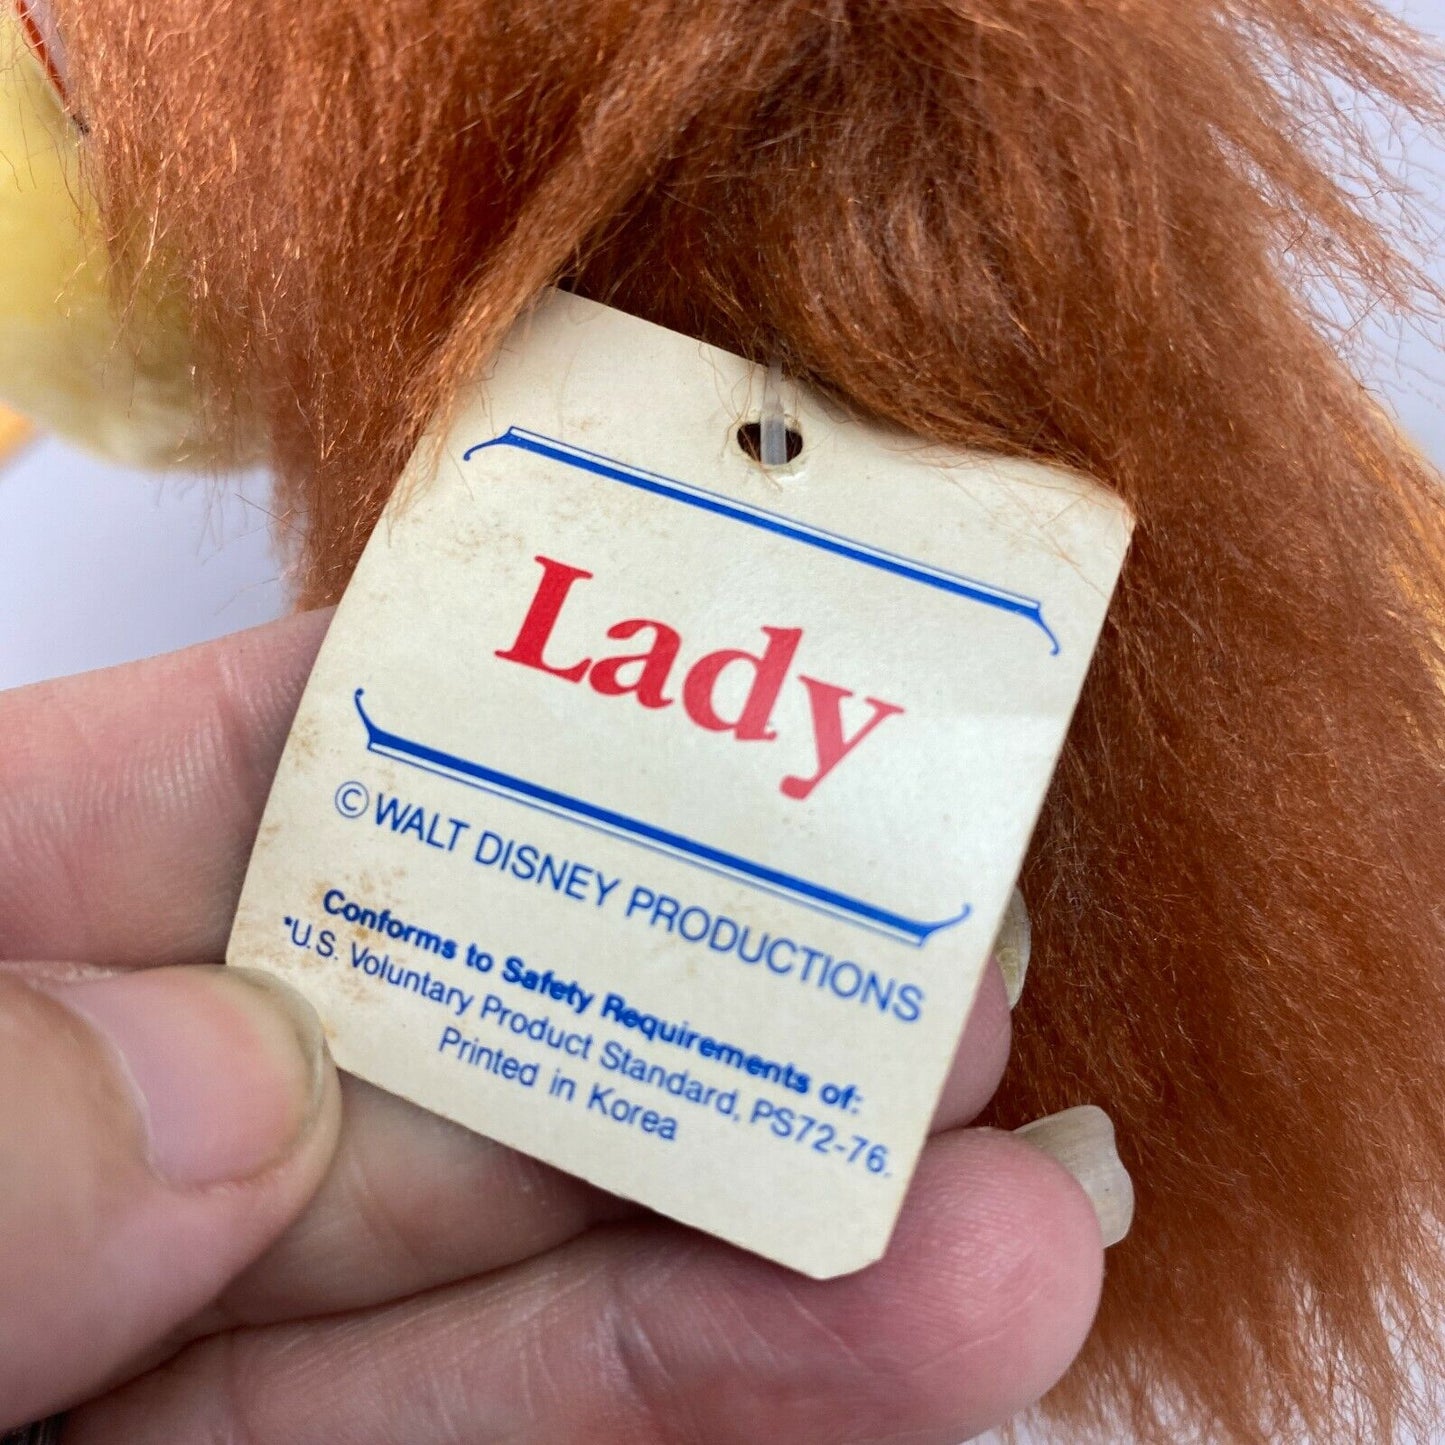 Lady
© WALT DISNEY PRODUCTIONS
Conforms to Safety Requirements of:
*U.S. Voluntary Product Standard, PS72-76.
Printed in Korea